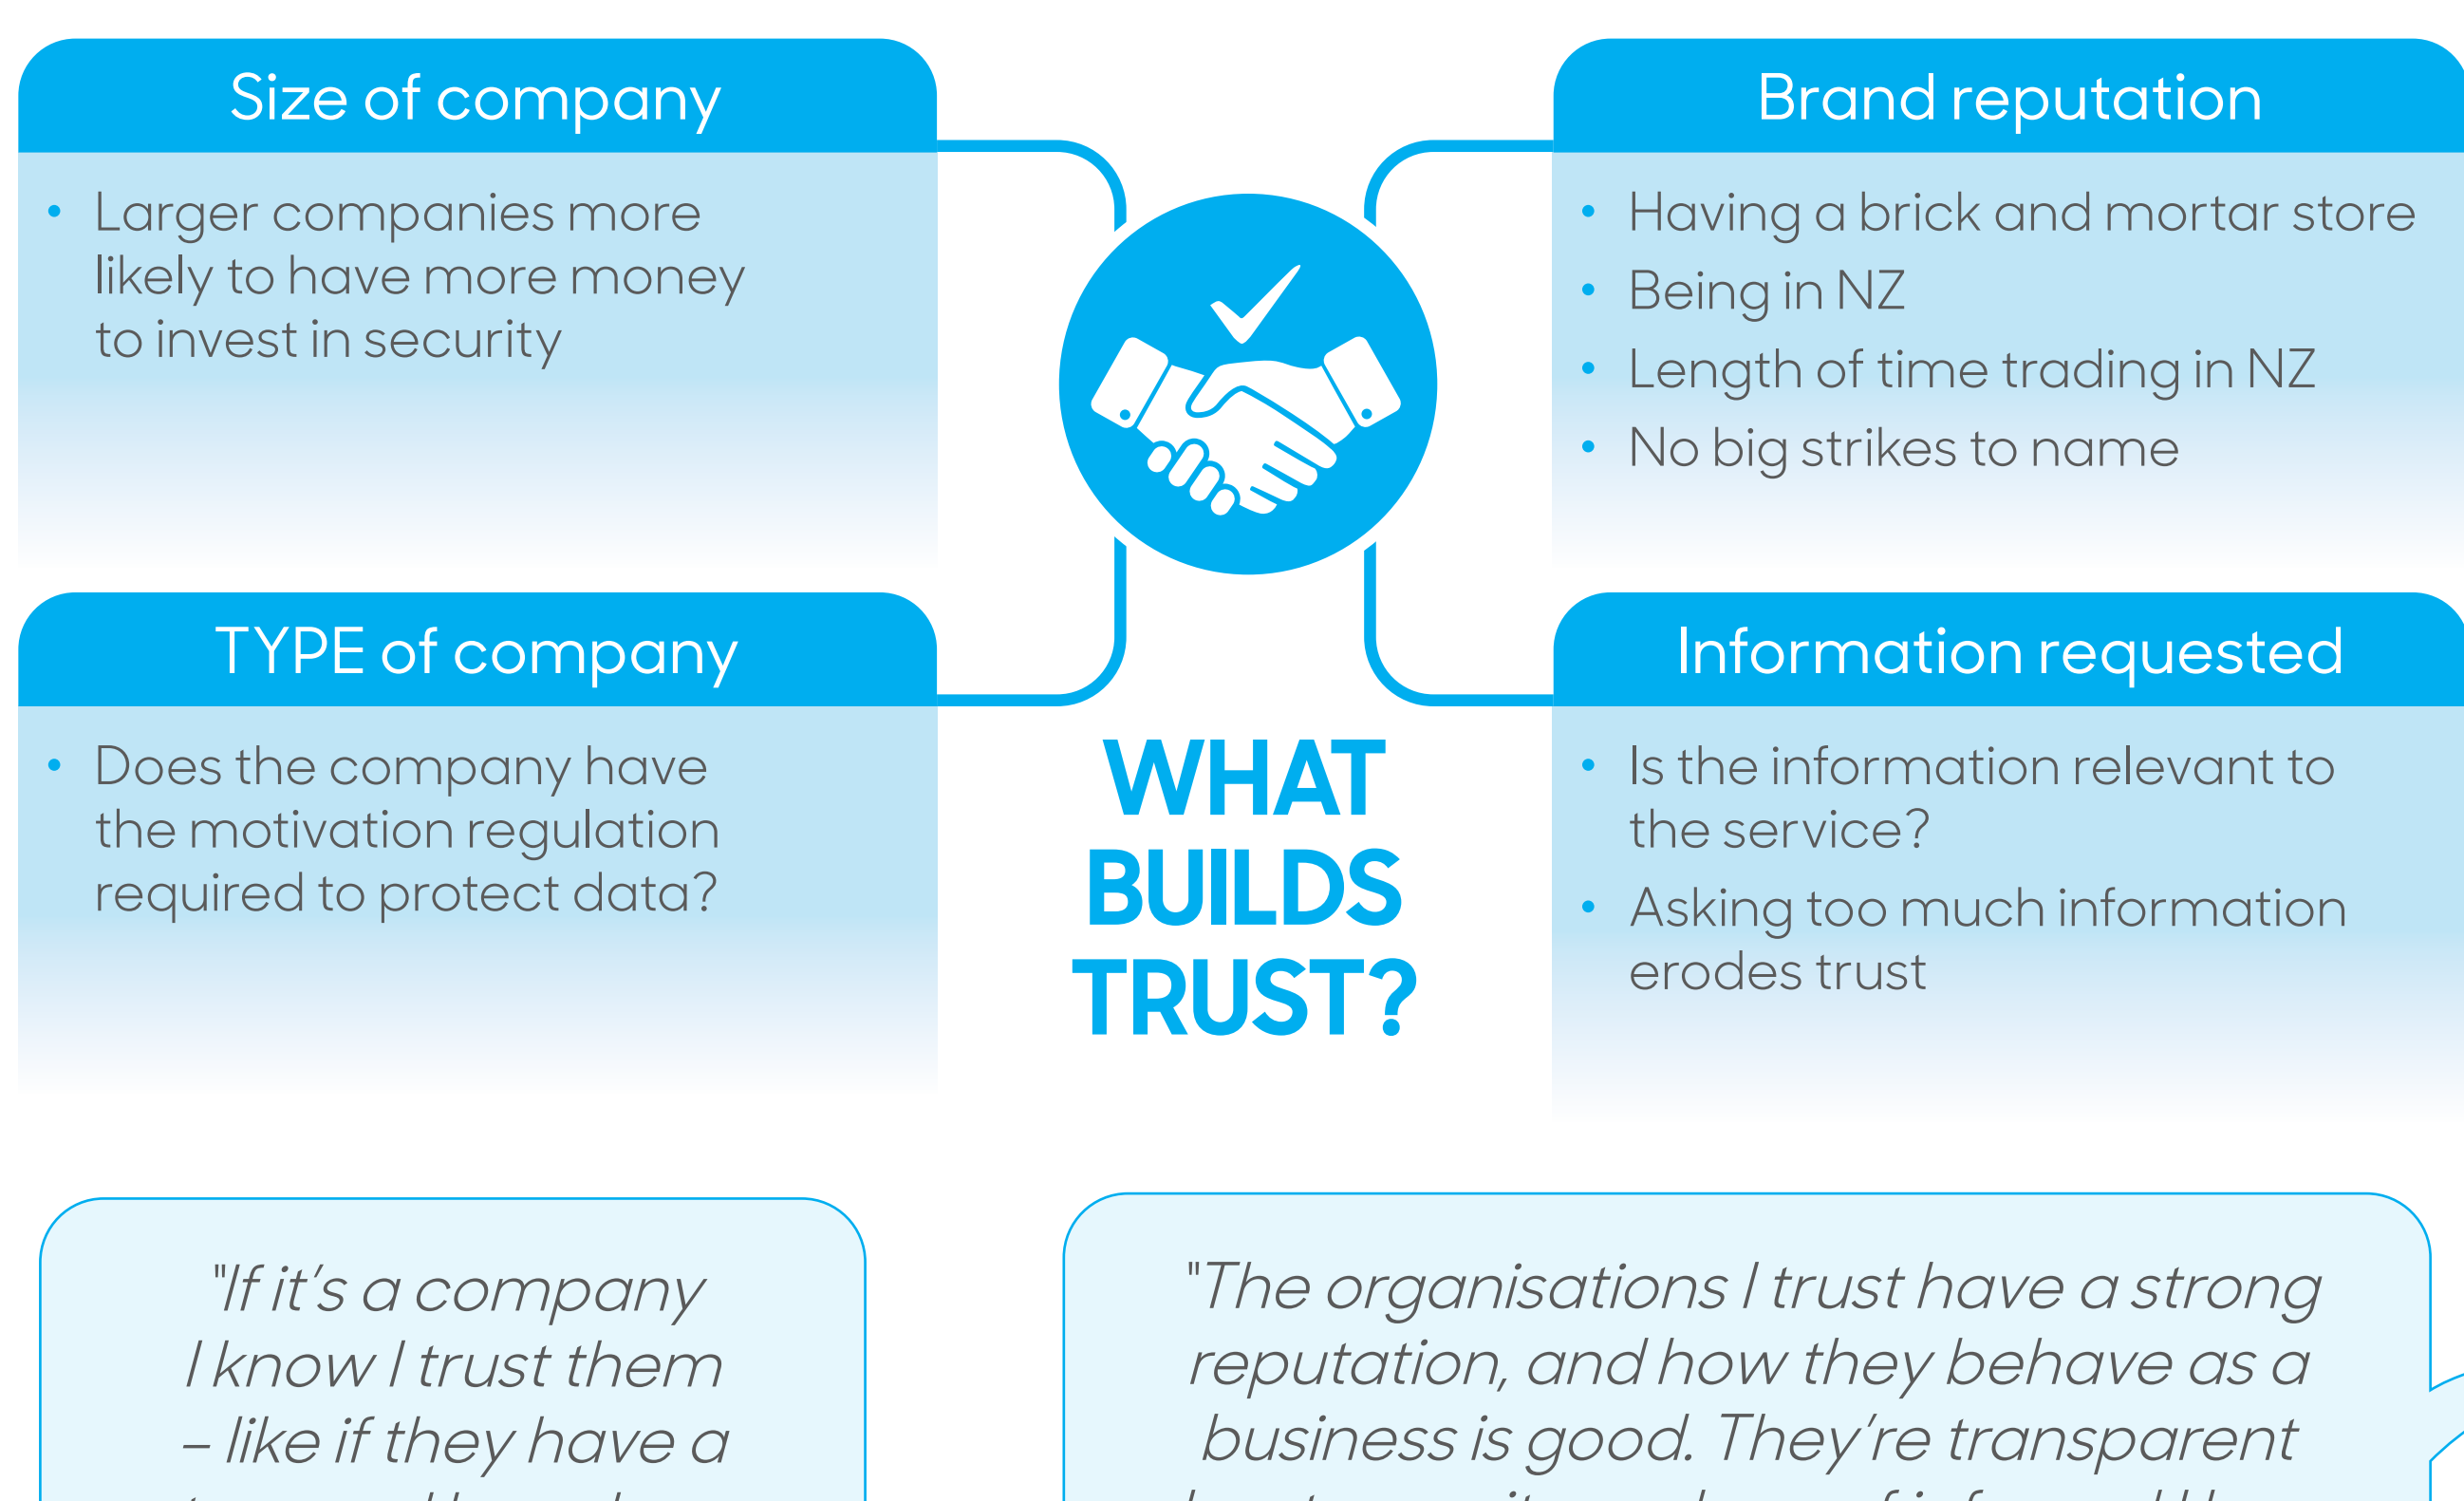 Size of company
• Larger companies more
likely to have more money
to invest in security
Brand reputation
• Having a brick and mortar store
• Being in NZ
• Length of time trading in NZ
• No big strikes to name
TYPE of company
• Does the company have
the motivation regulation
required to protect data?
Information requested
• Is the information relevant to
the service?
• Asking too much information
erodes trust
WHAT
BUILDS
TRUST?
"If it's a company
I know I trust them
– like if they have a
"The organisations I trust have a strong
reputation, and how they behave as a
business is good. They're transparent